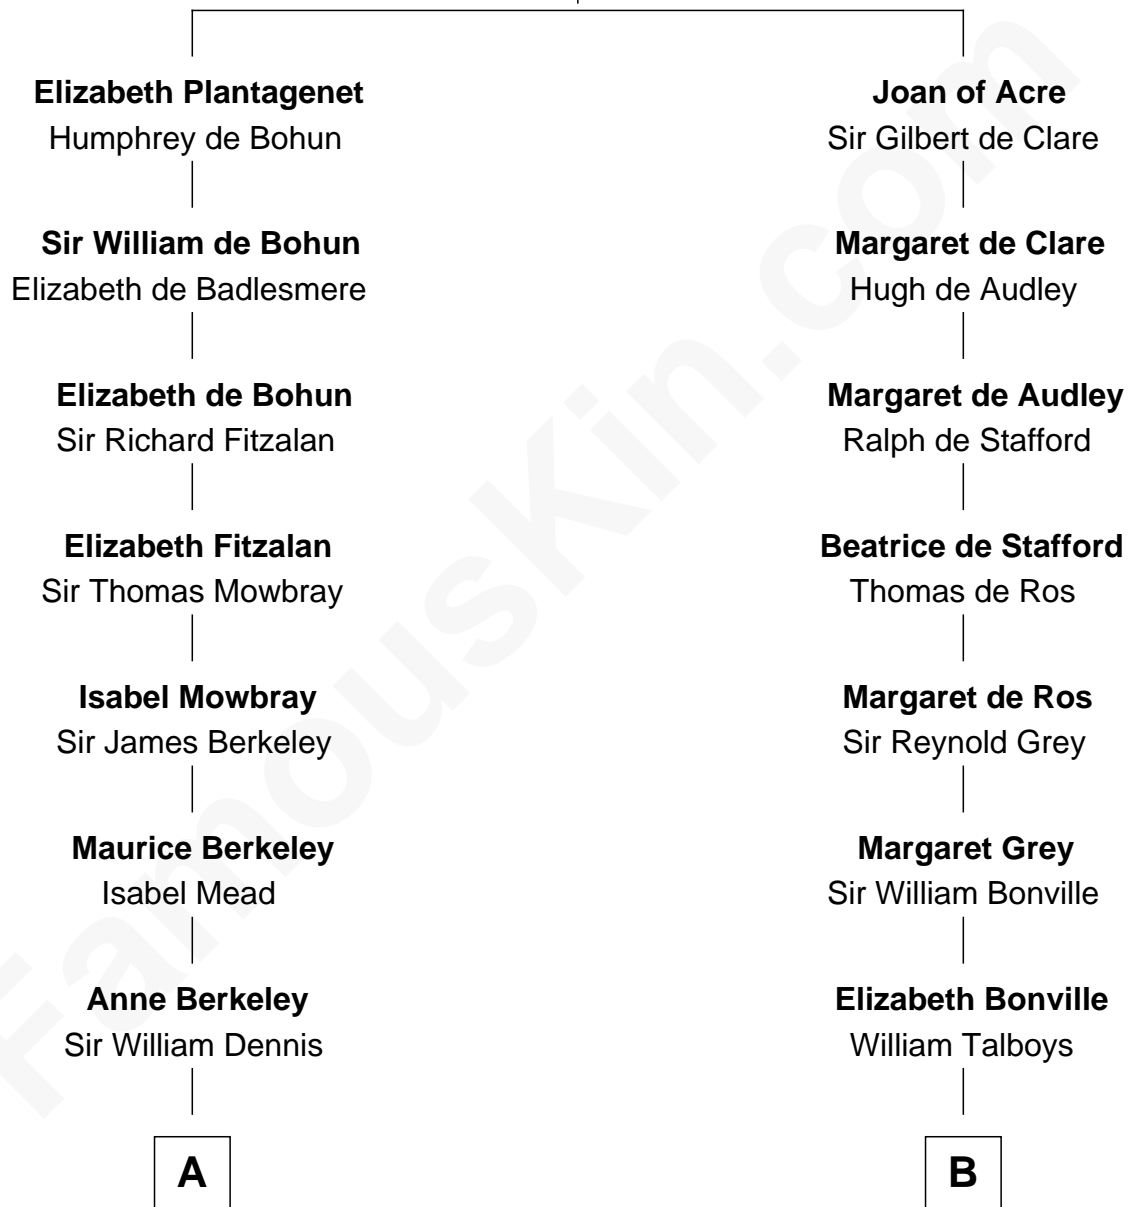 Elizabeth Plantagenet
Humphrey de Bohun
Sir William de Bohun
Elizabeth de Badlesmere
Elizabeth de Bohun
Sir Richard Fitzalan
Elizabeth Fitzalan
Sir Thomas Mowbray
Isabel Mowbray
Sir James Berkeley
Maurice Berkeley
Isabel Mead
Anne Berkeley
Sir William Dennis
A
Joan of Acre
Sir Gilbert de Clare
Margaret de Clare
Hugh de Audley
Margaret de Audley
Ralph de Stafford
Beatrice de Stafford
Thomas de Ros
Margaret de Ros
Sir Reynold Grey
Margaret Grey
Sir William Bonville
Elizabeth Bonville
William Talboys
B
FamousKin.com